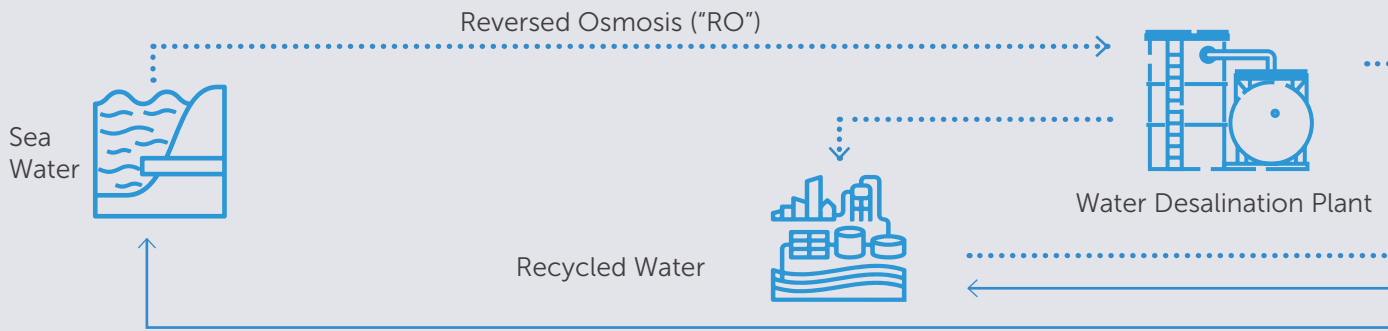 Reversed Osmosis (“RO”)
Sea
Water
Water Desalination Plant
Recycled Water